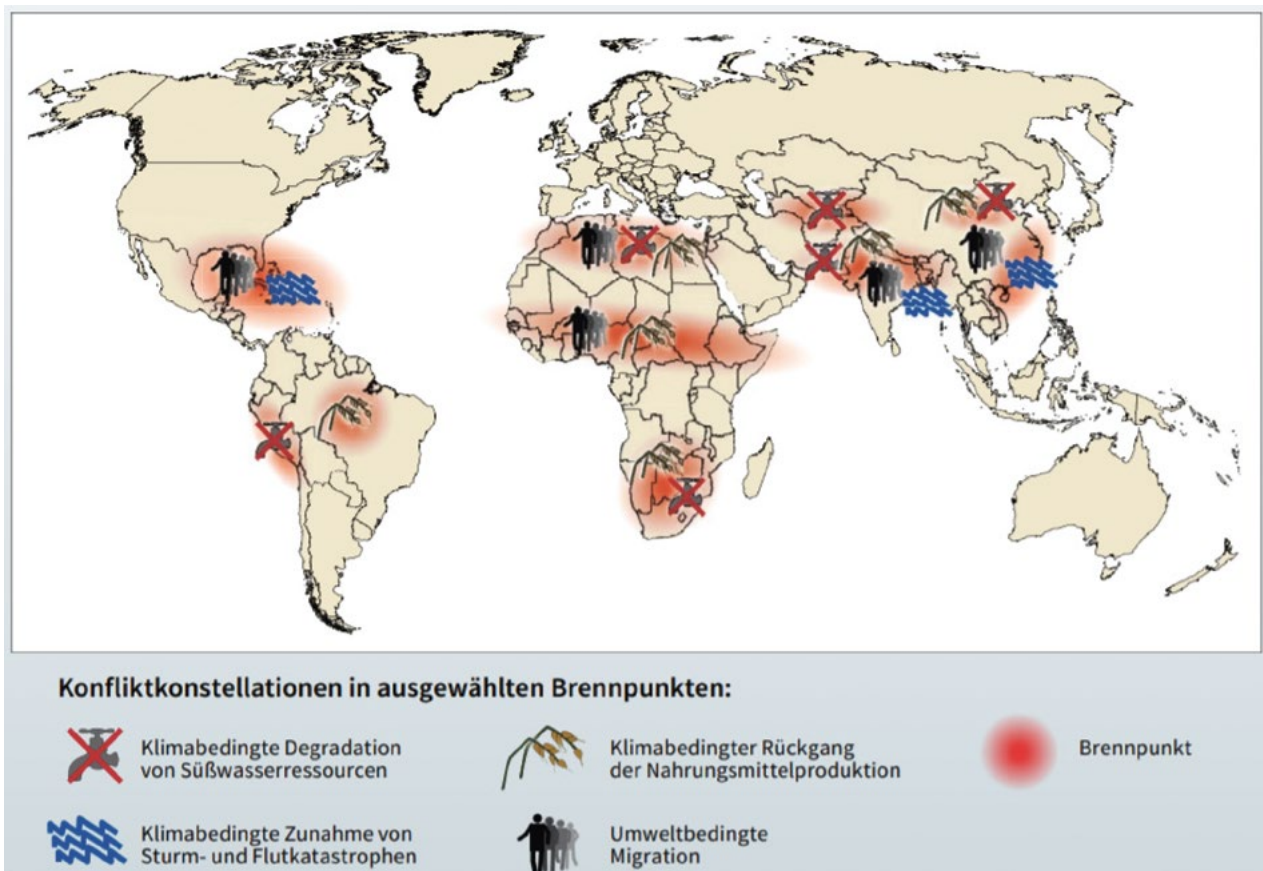 Konfliktkonstellationen in ausgewählten Brennpunkten:
Klimabedingte Degradation
von Süßwasserressourcen
Klimabedingter Rückgang
der Nahrungsmittelproduktion
Brennpunkt
Klimabedingte Zunahme von
Sturm- und Flutkatastrophen
Umweltbedingte
Migration